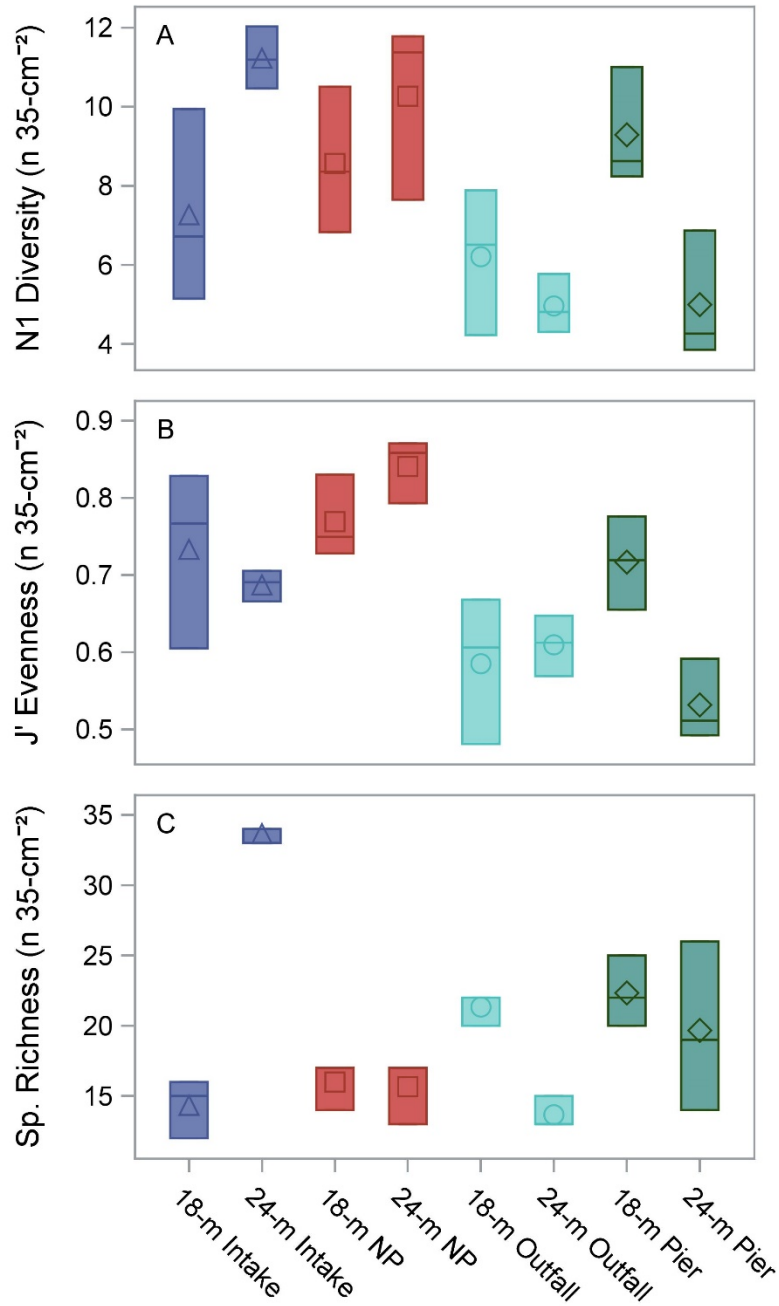 A
N1 Diversity (n 35-cm⁻²)
12
10
8
6
4
B
J' Evenness (n 35-cm⁻²)
0.9
0.8
0.7
0.6
0.5
C
Sp. Richness (n 35-cm⁻²)
35
30
25
20
15
18-m Intake
24-m Intake
18-m NP
24-m NP
18-m Outfall
24-m Outfall
18-m Pier
24-m Pier